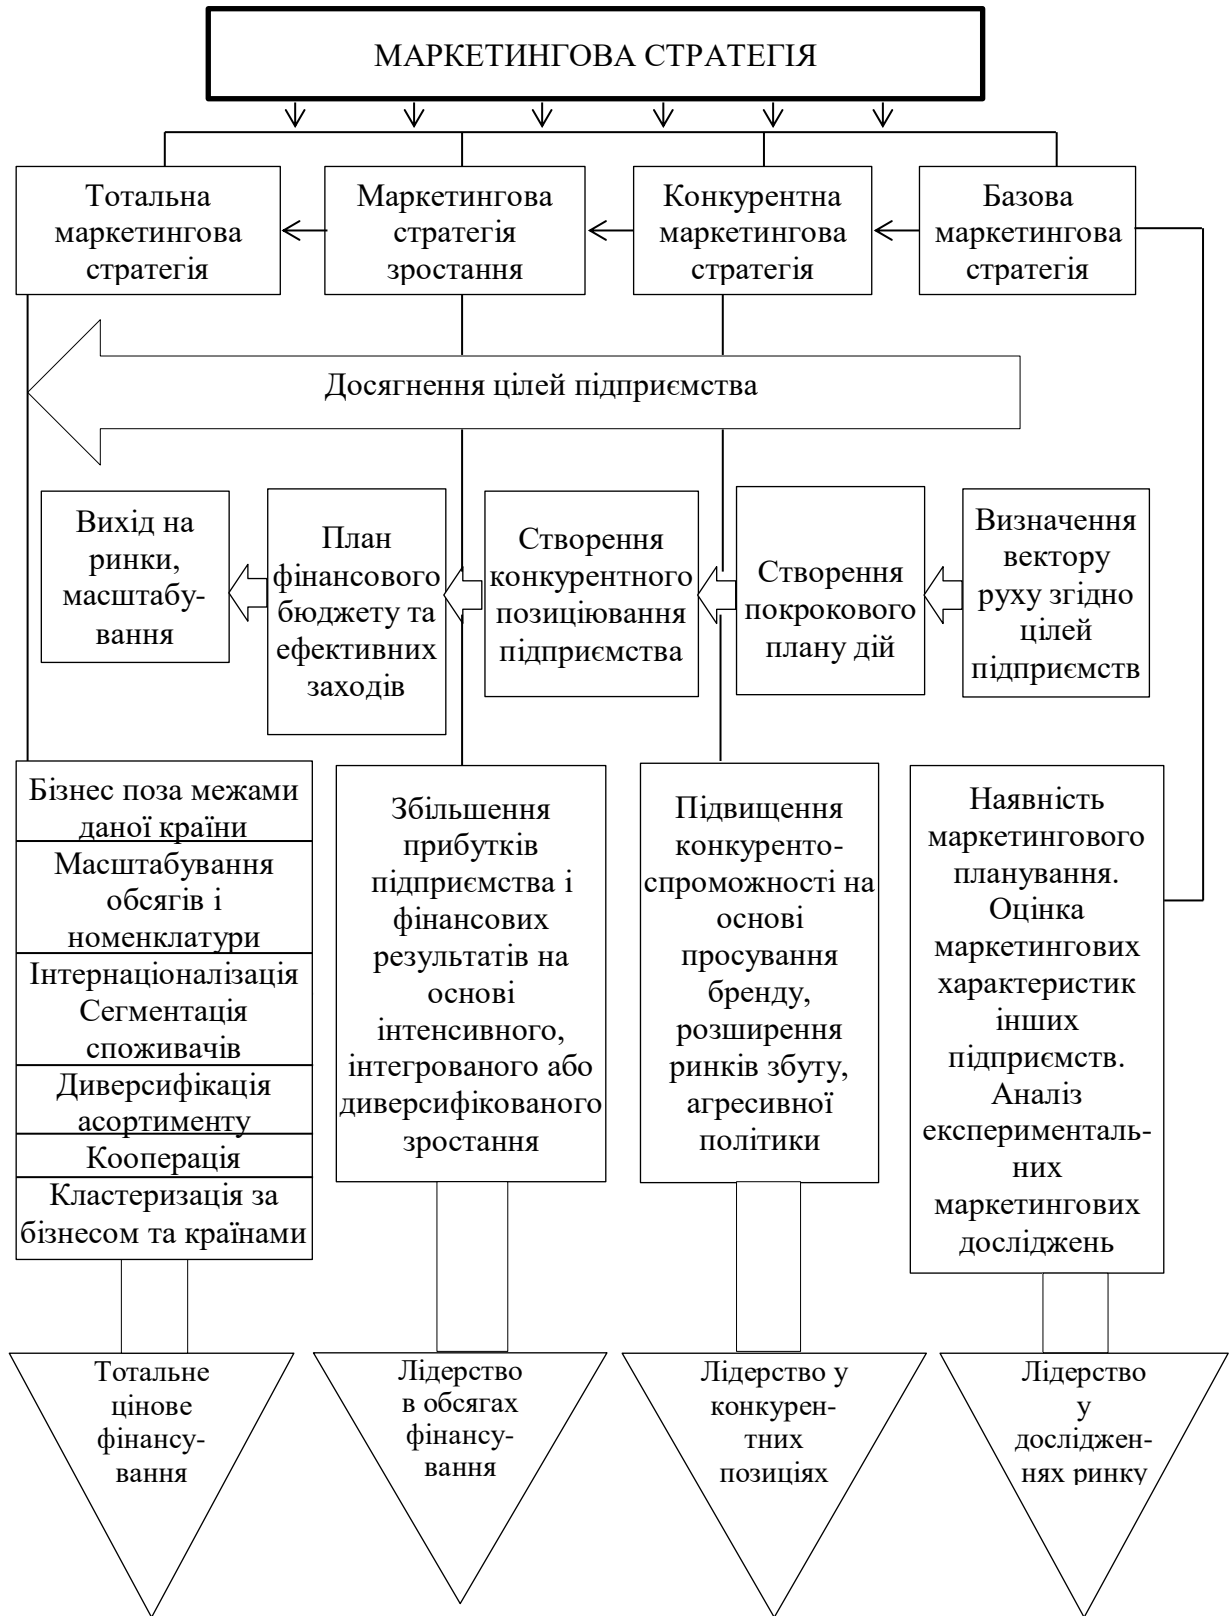 МАРКЕТИНГОВА СТРАТЕГІЯ
Тотальна
маркетингова
стратегія
Маркетингова
стратегія
зростання
Конкурентна
маркетингова
стратегія
Базова
маркетингова
стратегія
Досягнення цілей підприємства
Вихід на
ринки,
масштабу-
вання
План
фінансового
бюджету та
ефективних
заходів
Створення
конкурентного
позиціювання
підприємства
Створення
покрокового
плану дій
Визначення
вектору
руху згідно
цілей
підприємств
Бізнес поза межами
даної країни
Масштабування
обсягів і
номенклатури
Інтернаціоналізація
Сегментація
споживачів
Диверсифікація
асортименту
Кооперація
Кластеризація за
бізнесом та країнами
Збільшення
прибутків
підприємства і
фінансових
результатів на
основі
інтенсивного,
інтегрованого або
диверсифікованого
зростання
Підвищення
конкуренто-
спроможності на
основі
просування
бренду,
розширення
ринків збуту,
агресивної
політики
Наявність
маркетингового
планування.
Оцінка
маркетингових
характеристик
інших
підприємств.
Аналіз
експерименталь-
них
маркетингових
досліджень
Тотальне
цінове
фінансу-
вання
Лідерство
в обсягах
фінансу-
вання
Лідерство у
конкурен-
тних
позиціях
Лідерство
у
дослідже-
нях ринку